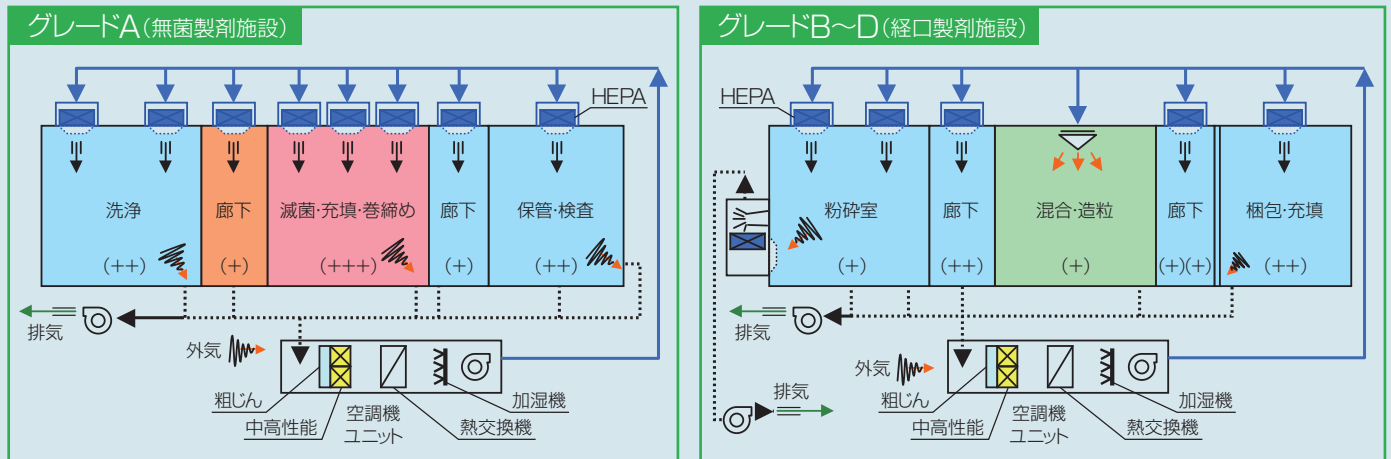 グレードA(無菌製剤施設)
HEPA
洗浄
廊下
滅菌・充填・巻締め
廊下
保管・検査
(++)
(+)
(+++)
(+)
(++)
排気
外気
粗じん
中高性能
空調機
ユニット
熱交換機
加湿機
グレードB〜D(経口製剤施設)
HEPA
粉砕室
廊下
混合・造粒
廊下
梱包・充填
(+)
(++)
(+)
(+)(+)
(++)
排気
外気
排気
粗じん
中高性能
空調機
ユニット
熱交換機
加湿機